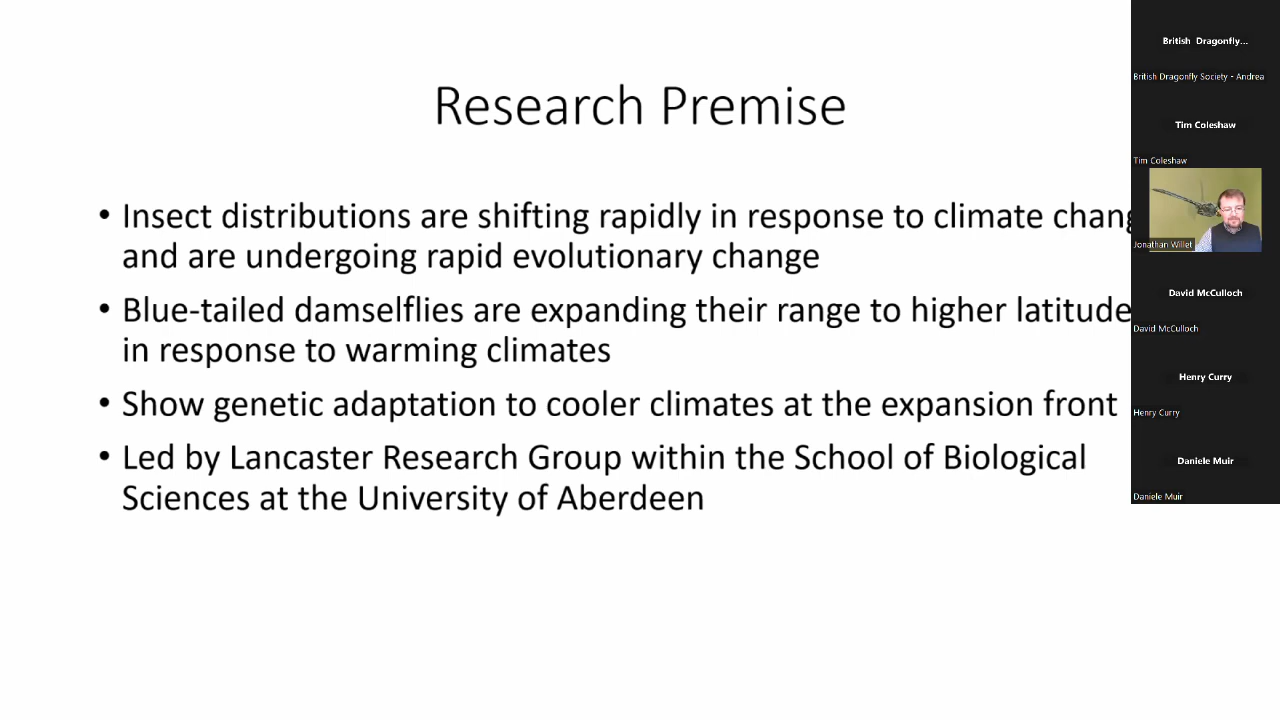 Research Premise
• Insect distributions are shifting rapidly in response to climate chang
and are undergoing rapid evolutionary change
• Blue-tailed damselflies are expanding their range to higher latitude
in response to warming climates
• Show genetic adaptation to cooler climates at the expansion front
• Led by Lancaster Research Group within the School of Biological
Sciences at the University of Aberdeen
British Dragonfly...
British Dragonfly Society - Andrea
Tim Coleshaw
Tim Coleshaw
Jonathan Willet
David McCulloch
David McCulloch
Henry Curry
Henry Curry
Daniele Muir
Daniele Muir